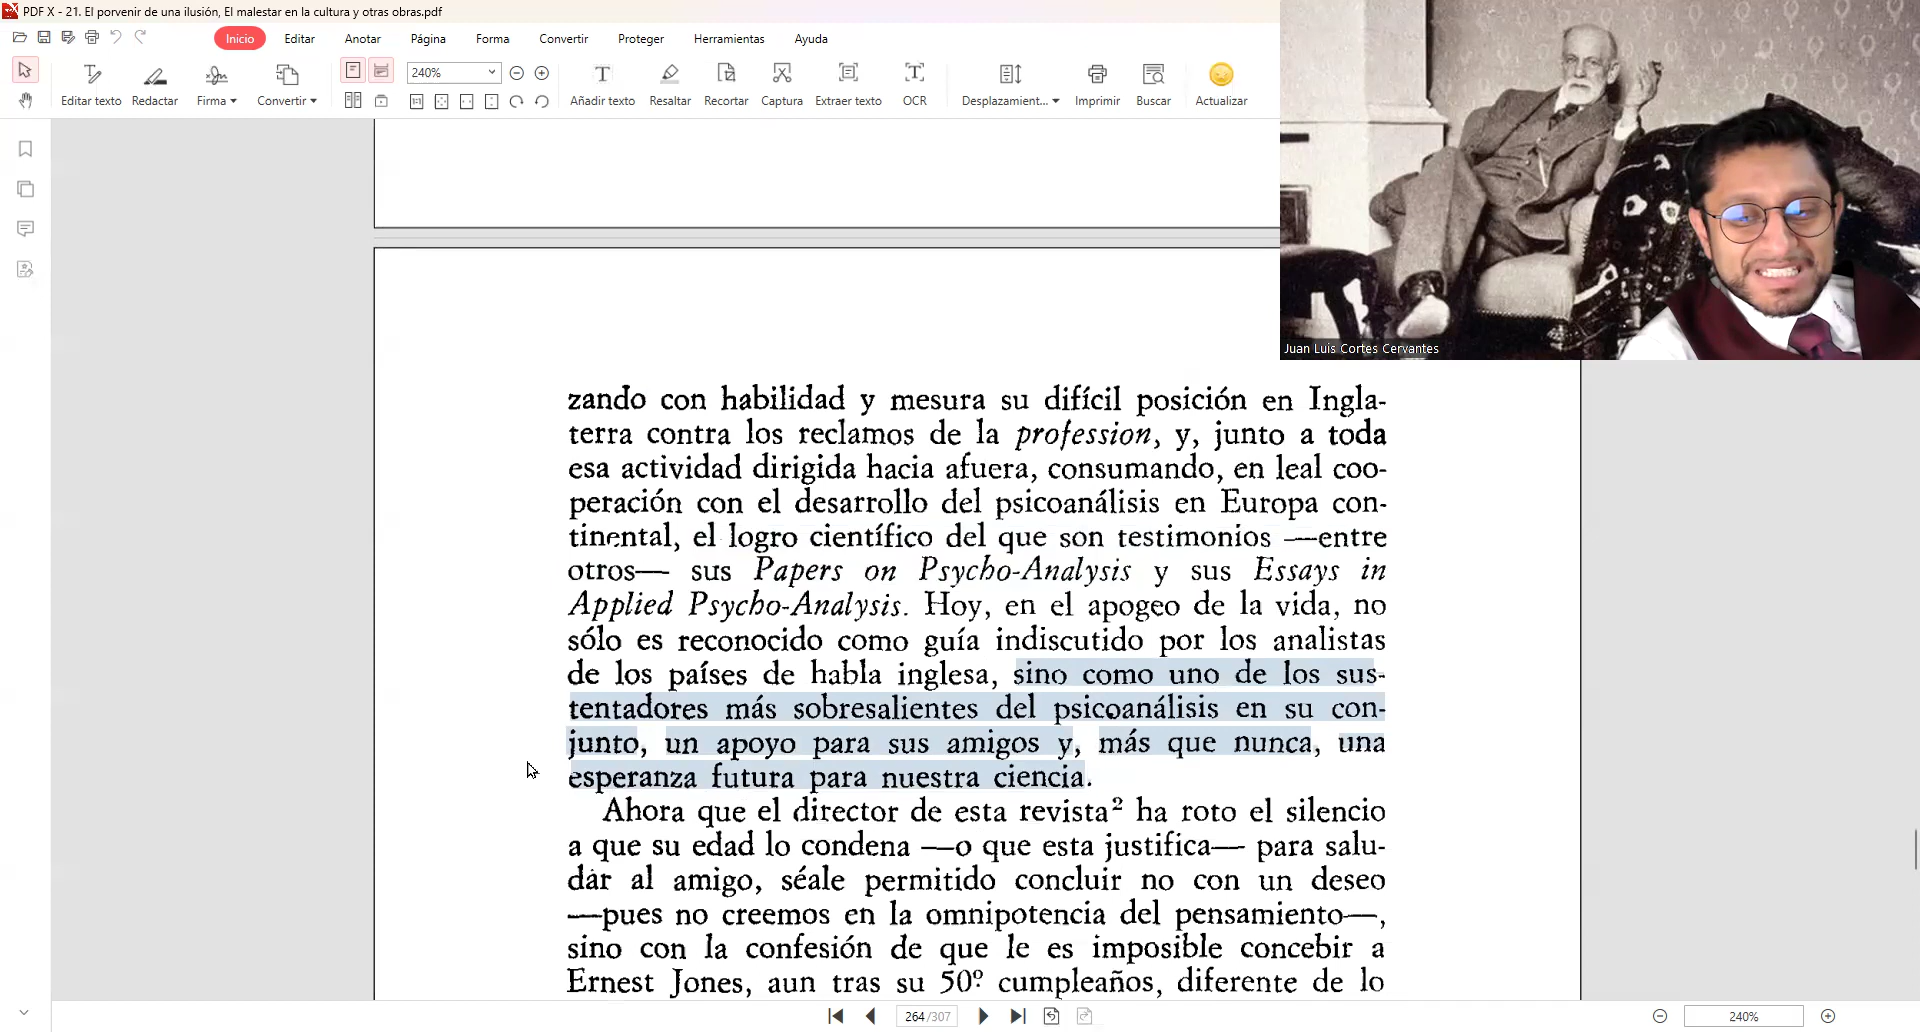 PDF X - 21. El porvenir de una ilusión, El malestar en la cultura y otras obras.pdf
Inicio Editar Anotar Página Forma Convertir Proteger Herramientas Ayuda
240%
Editar texto Redactar Firma Convertir Añadir texto Resaltar Recortar Captura Extraer texto OCR Desplazamient... Imprimir Buscar Actualizar
Juan Luis Cortes Cervantes
zando con habilidad y mesura su difícil posición en Ingla-
terra contra los reclamos de la profession, y, junto a toda
esa actividad dirigida hacia afuera, consumando, en leal coo-
peración con el desarrollo del psicoanálisis en Europa con-
tinental, el logro científico del que son testimonios —entre
otros— sus Papers on Psycho-Analysis y sus Essays in
Applied Psycho-Analysis. Hoy, en el apogeo de la vida, no
sólo es reconocido como guía indiscutido por los analistas
de los países de habla inglesa, sino como uno de los sus-
tentadores más sobresalientes del psicoanálisis en su con-
junto, un apoyo para sus amigos y, más que nunca, una
esperanza futura para nuestra ciencia.
Ahora que el director de esta revista² ha roto el silencio
a que su edad lo condena —o que esta justifica— para salu-
dar al amigo, séale permitido concluir no con un deseo
—pues no creemos en la omnipotencia del pensamiento—,
sino con la confesión de que le es imposible concebir a
Ernest Jones, aun tras su 50º cumpleaños, diferente de lo
264/307
240%